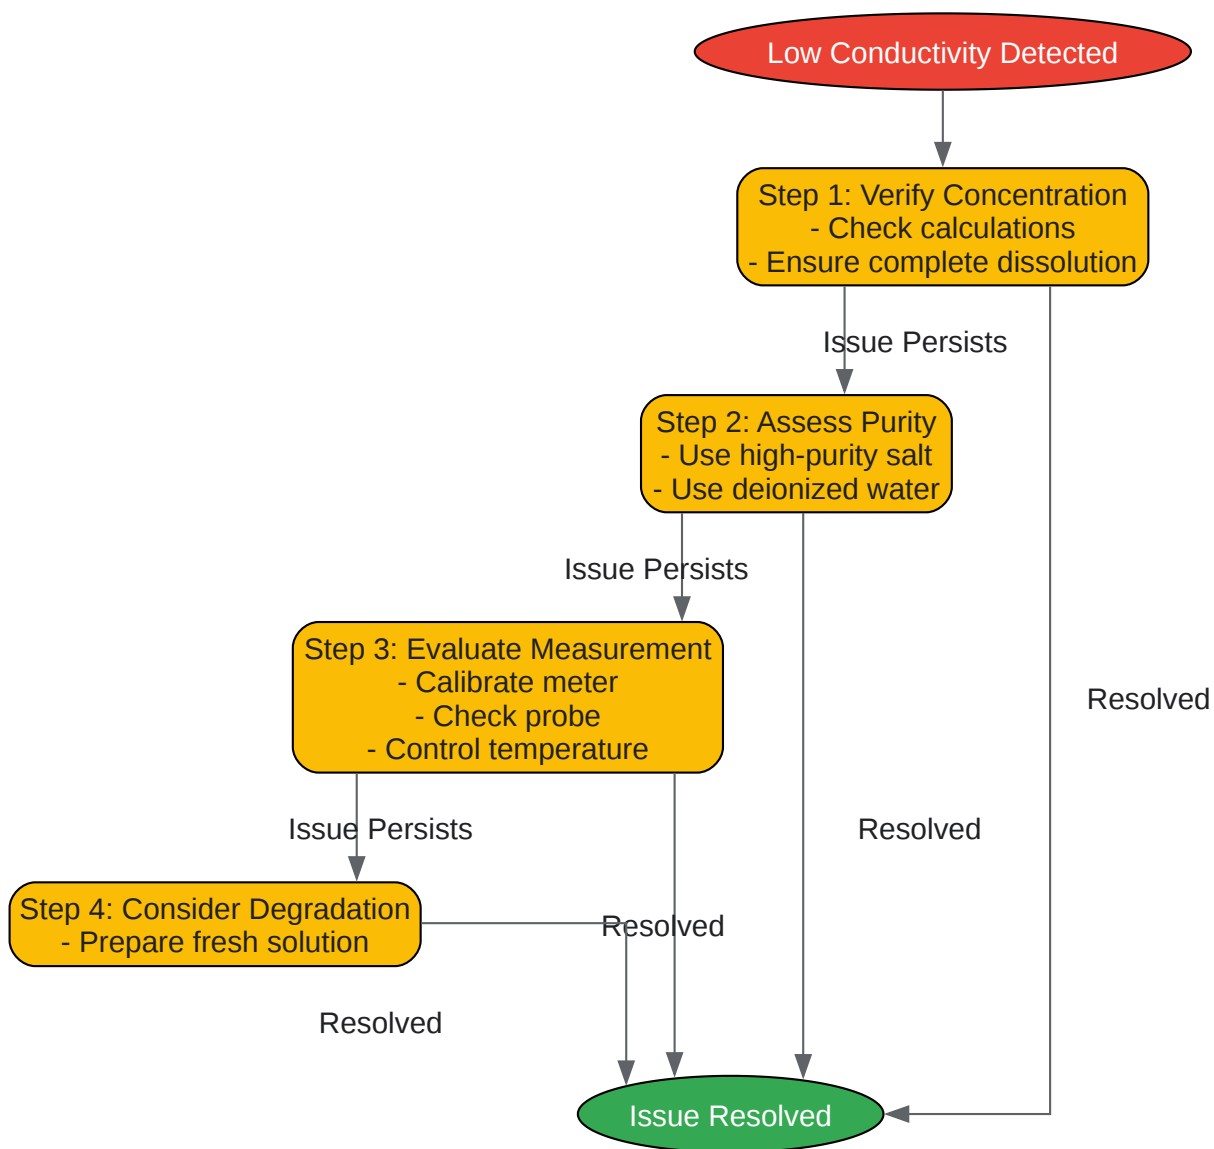 Low Conductivity Detected
Step 1: Verify Concentration
- Check calculations
- Ensure complete dissolution
Issue Persists
Step 2: Assess Purity
- Use high-purity salt
- Use deionized water
Issue Persists
Step 3: Evaluate Measurement
- Calibrate meter
- Check probe
- Control temperature
Resolved
Issue Persists
Resolved
Step 4: Consider Degradation
- Prepare fresh solution
Resolved
Resolved
Issue Resolved